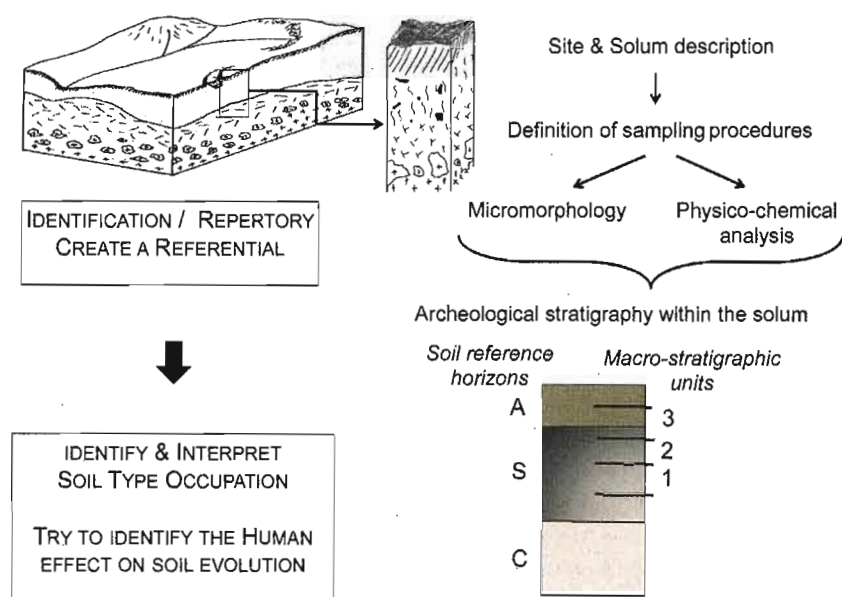 IDENTIFICATION / REPERTORY
CREATE A REFERENTIAL
IDENTIFY & INTERPRET
SOIL TYPE OCCUPATION
TRY TO IDENTIFY THE HUMAN
EFFECT ON SOIL EVOLUTION
Site & Solum description
Definition of sampling procedures
Micromorphology
Physico-chemical
analysis
Archeological stratigraphy within the solum
Soil reference
horizons
Macro-stratigraphic
units
A
3
2
S
1
C